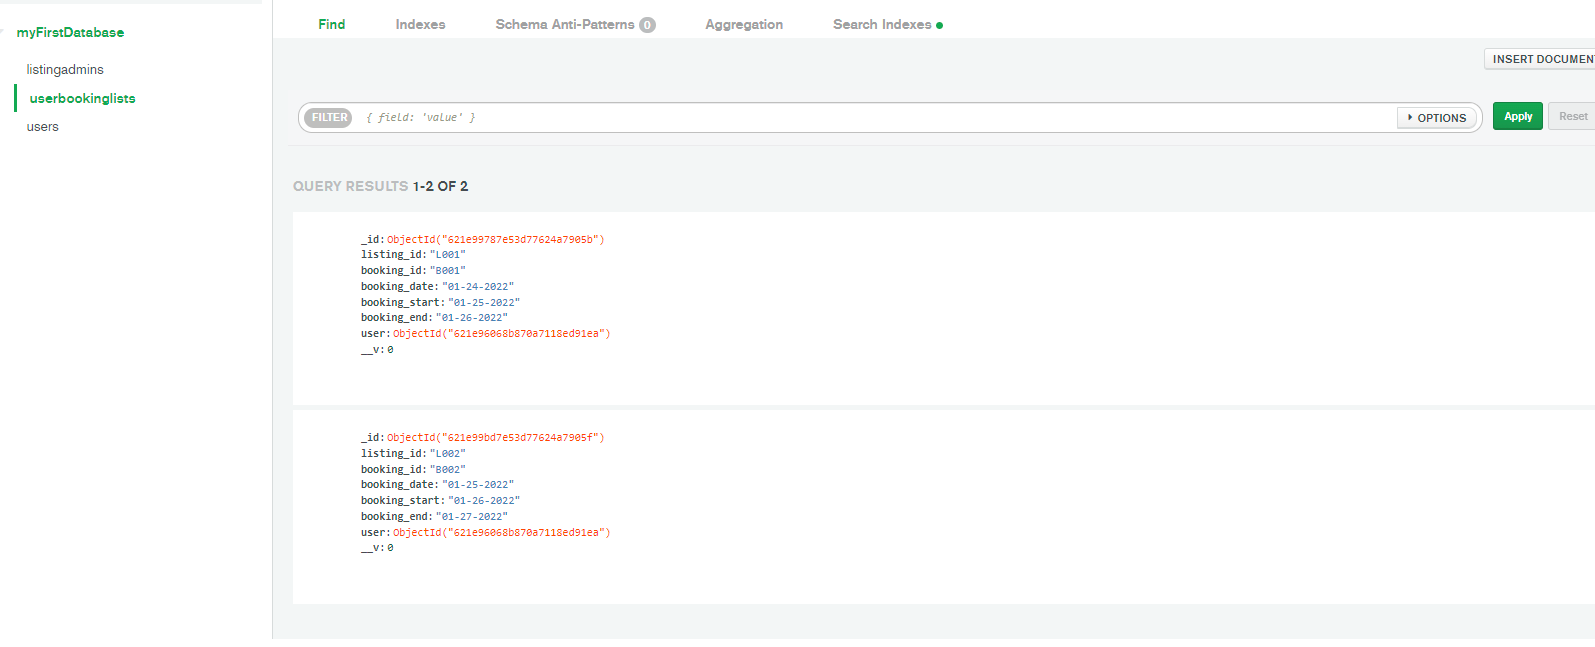 myFirstDatabase
listingadmins
userbookinglists
users
Find Indexes Schema Anti-Patterns 0 Aggregation Search Indexes
INSERT DOCUMEN
FILTER { field: 'value' } OPTIONS Apply Reset
QUERY RESULTS 1-2 OF 2
_id: ObjectId("621e99787e53d77624a7905b")
listing_id: "L001"
booking_id: "B001"
booking_date: "01-24-2022"
booking_start: "01-25-2022"
booking_end: "01-26-2022"
user: ObjectId("621e96068b870a7118ed91ea")
__v: 0
_id: ObjectId("621e99bd7e53d77624a7905f")
listing_id: "L002"
booking_id: "B002"
booking_date: "01-25-2022"
booking_start: "01-26-2022"
booking_end: "01-27-2022"
user: ObjectId("621e96068b870a7118ed91ea")
__v: 0